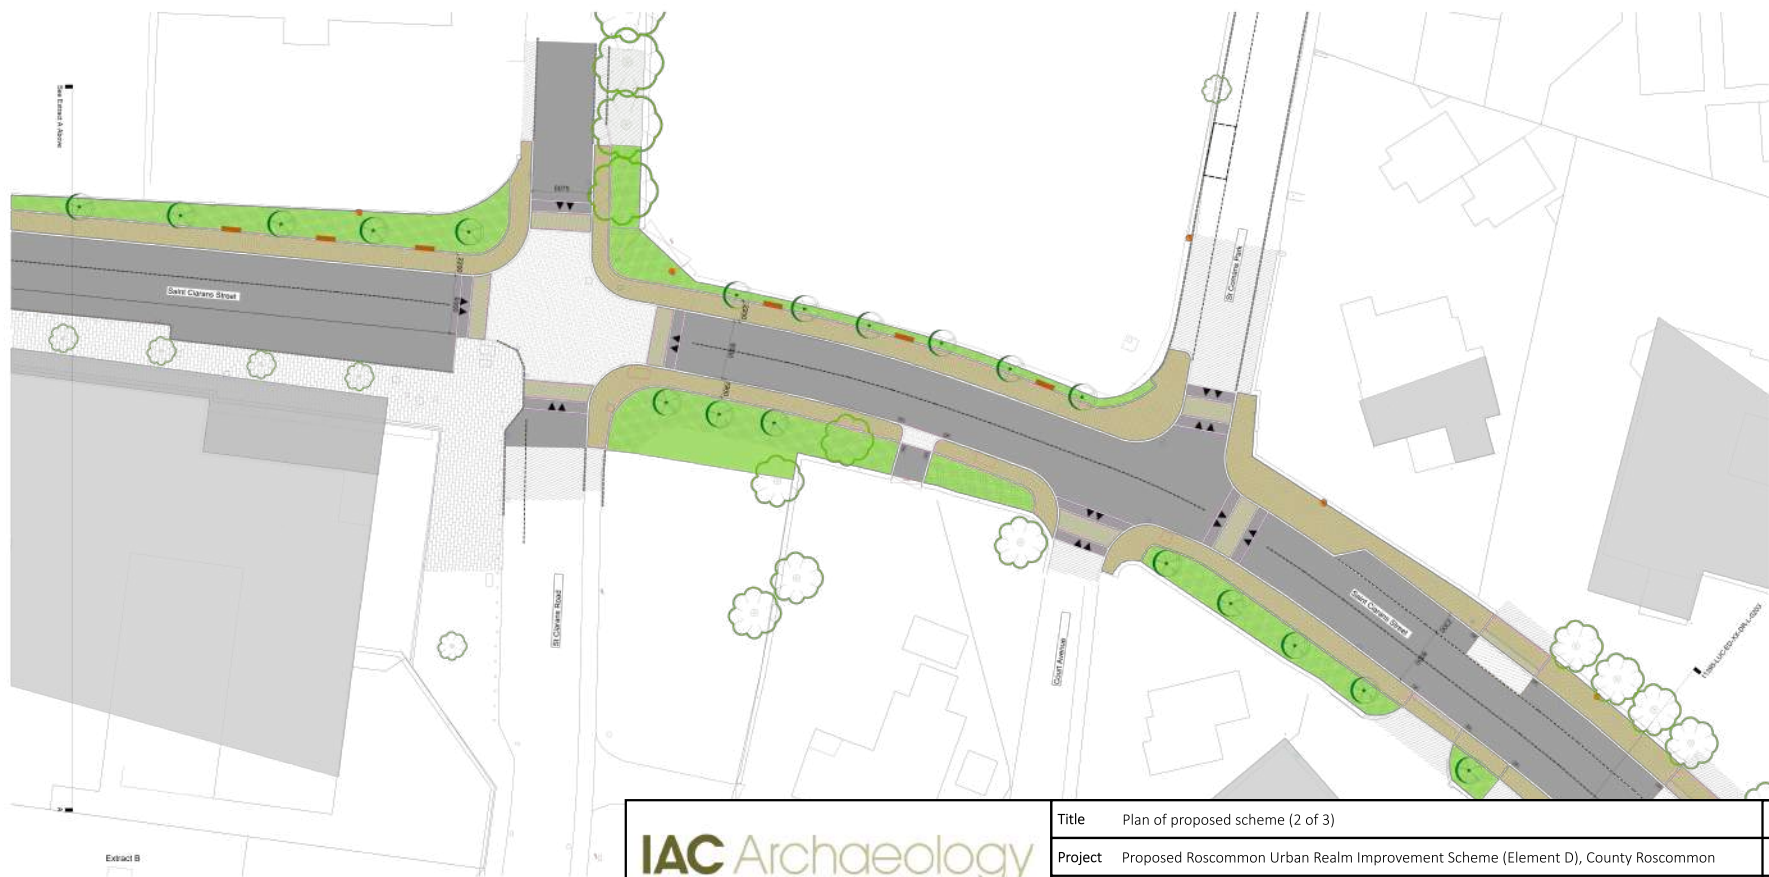 See Extract A Above
Saint Ciarans Street
St Comans Park
St Ciarans Road
Court Avenue
Saint Ciarans Street
A
Extract B
IAC Archaeology
Title Plan of proposed scheme (2 of 3)
Project Proposed Roscommon Urban Realm Improvement Scheme (Element D), County Roscommon